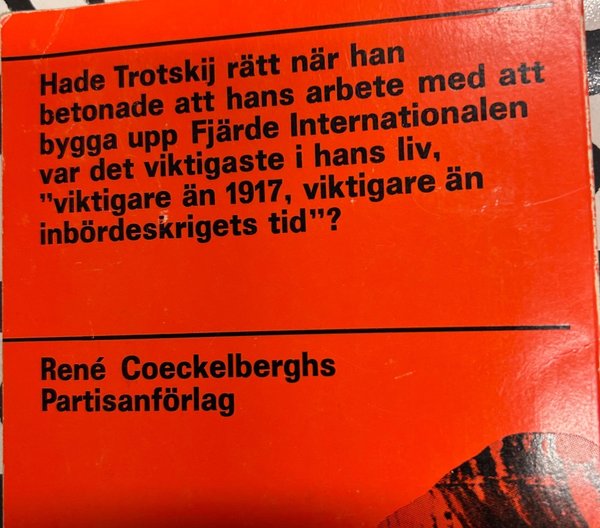 Hade Trotskij rätt när han
betonade att hans arbete med att
bygga upp Fjärde Internationalen
var det viktigaste i hans liv,
”viktigare än 1917, viktigare än
inbördeskrigets tid”?
René Coeckelberghs
Partisanförlag